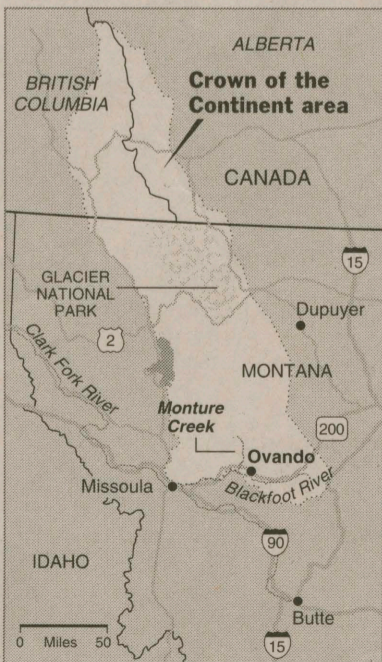 ALBERTA
BRITISH
COLUMBIA
Crown of the
Continent area
CANADA
15
GLACIER
NATIONAL
PARK
2
Dupuyer
Clark Fork River
MONTANA
Monture
Creek
200
Ovando
Missoula
Blackfoot River
90
IDAHO
Butte
0 Miles 50
15